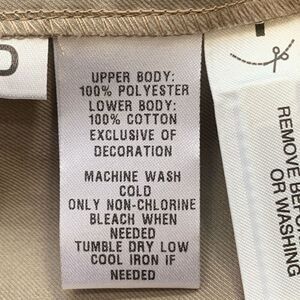 UPPER BODY:
100% POLYESTER
LOWER BODY:
100% COTTON
EXCLUSIVE OF
DECORATION
MACHINE WASH
COLD
ONLY NON-CHLORINE
BLEACH WHEN
NEEDED
TUMBLE DRY LOW
COOL IRON IF
NEEDED
REMOVE
OR WASHING